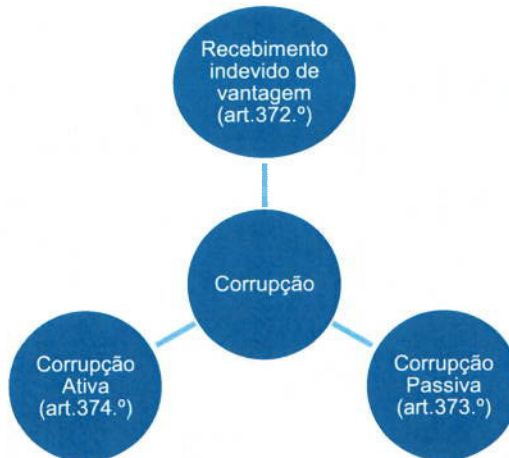 Recebimento
indevido de
vantagem
(art.372.º)
Corrupção
Corrupção
Ativa
(art.374.º)
Corrupção
Passiva
(art.373.º)